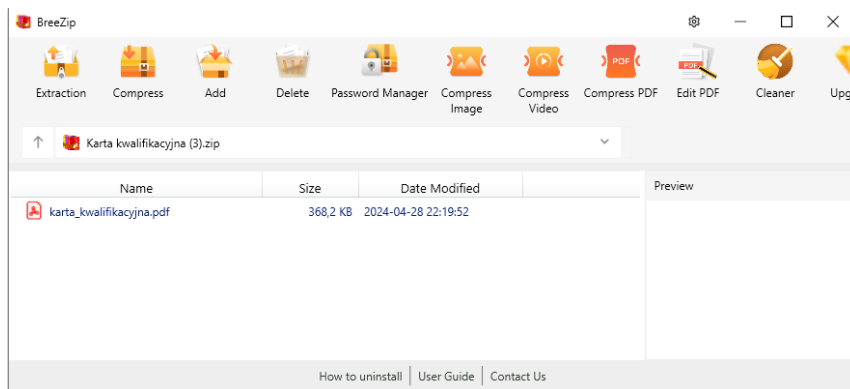 BreeZip
Extraction Compress Add Delete Password Manager Compress Image Compress Video Compress PDF Edit PDF Cleaner Upg
Karta kwalifikacyjna (3).zip
Name Size Date Modified Preview
karta_kwalifikacyjna.pdf 368,2 KB 2024-04-28 22:19:52
How to uninstall User Guide Contact Us